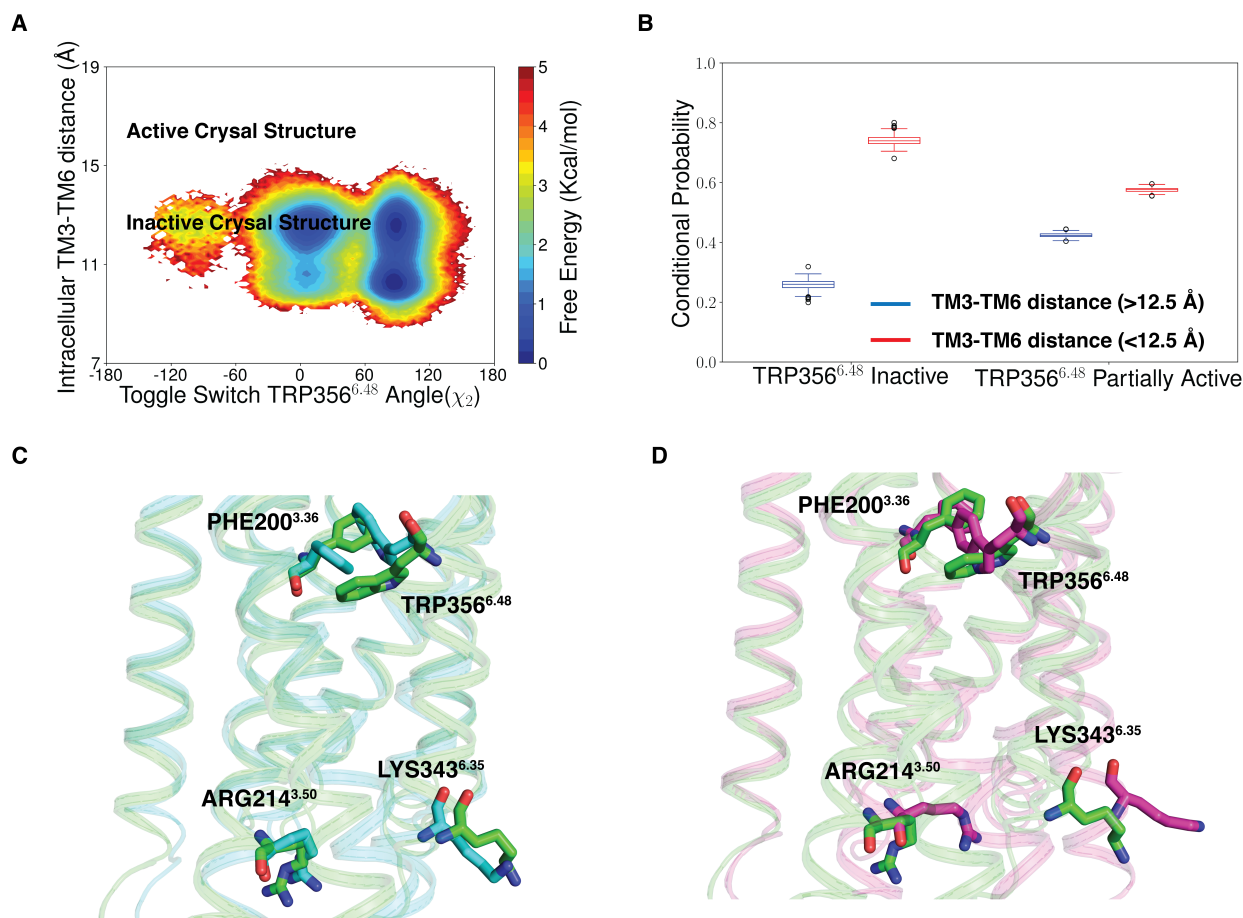 A
Intracellular TM3-TM6 distance (Å)
19
15
11
7
Active Crysal Structure
Inactive Crysal Structure
-180 -120 -60 0 60 120 180
Toggle Switch TRP356^6.48 Angle(χ₂)
5
4
3
2
1
0
Free Energy (Kcal/mol)
B
Conditional Probability
1.0
0.8
0.6
0.4
0.2
0.0
TM3-TM6 distance (>12.5 Å)
TM3-TM6 distance (<12.5 Å)
TRP356^6.48 Inactive
TRP356^6.48 Partially Active
C
PHE200^3.36
TRP356^6.48
LYS343^6.35
ARG214^3.50
D
PHE200^3.36
TRP356^6.48
LYS343^6.35
ARG214^3.50